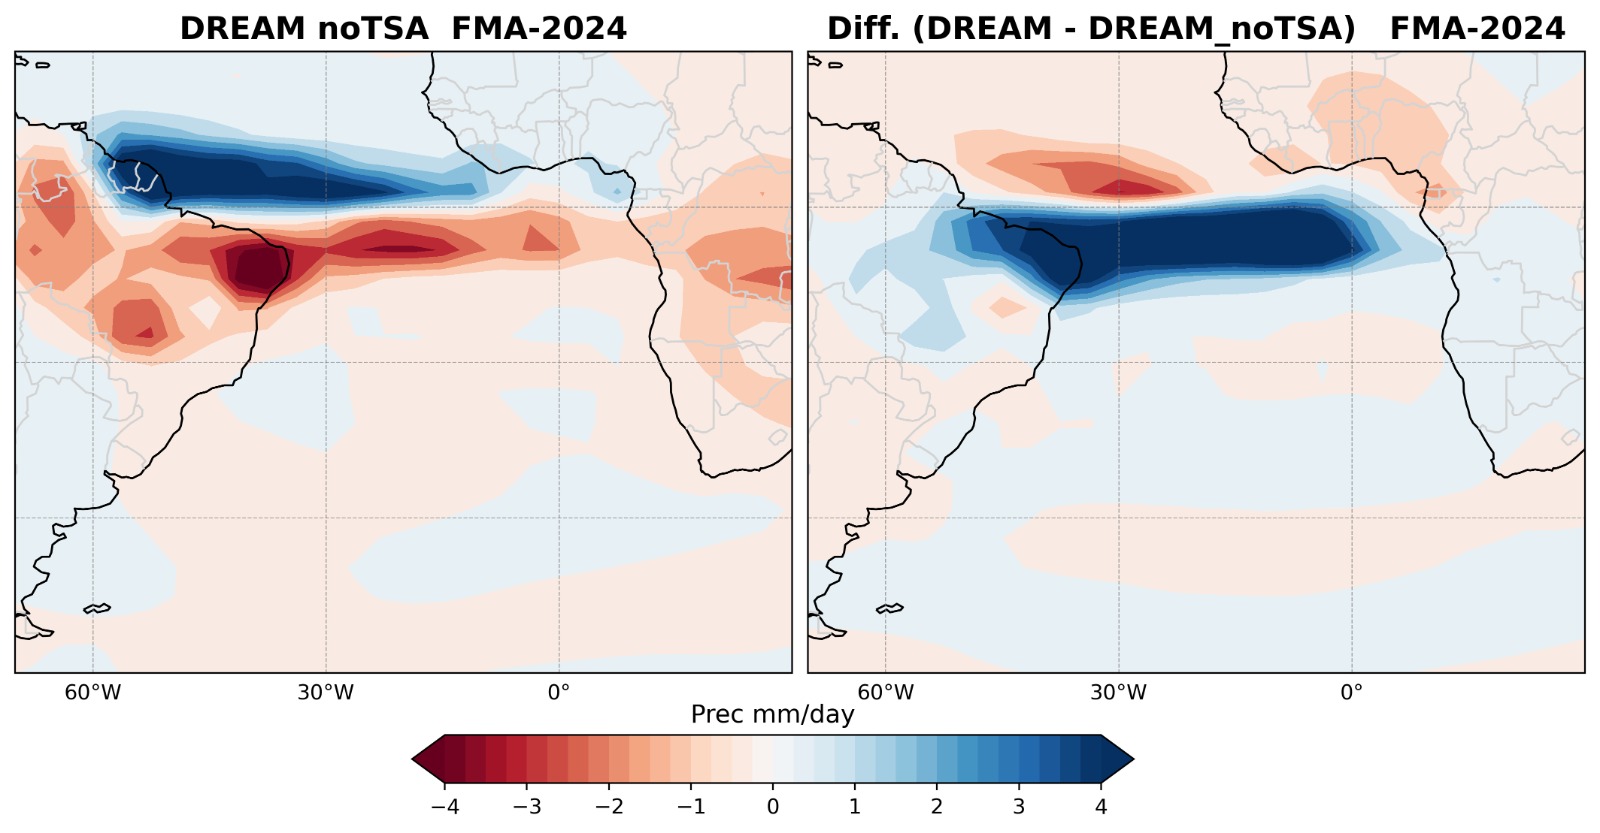 DREAM noTSA  FMA-2024
Diff. (DREAM - DREAM_noTSA)   FMA-2024
60°W 30°W 0° 60°W 30°W 0°
Prec mm/day
−4 −3 −2 −1 0 1 2 3 4